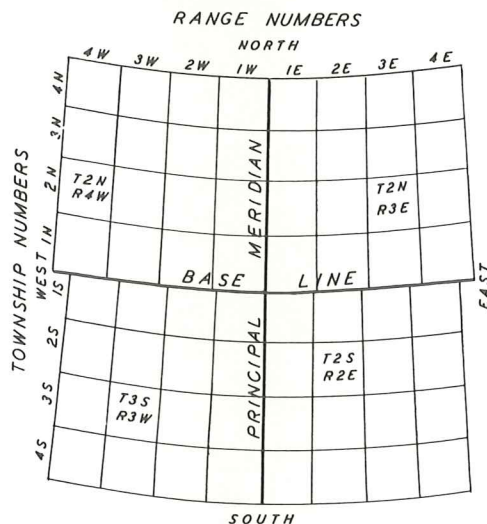 RANGE NUMBERS
NORTH
4W 3W 2W 1W 1E 2E 3E 4E
4N
3N
2N
1N
TOWNSHIP NUMBERS
WEST
EAST
T2N
R4W
T2N
R3E
MERIDIAN
BASE LINE
1S
2S
3S
4S
PRINCIPAL
T2S
R2E
T3S
R3W
SOUTH